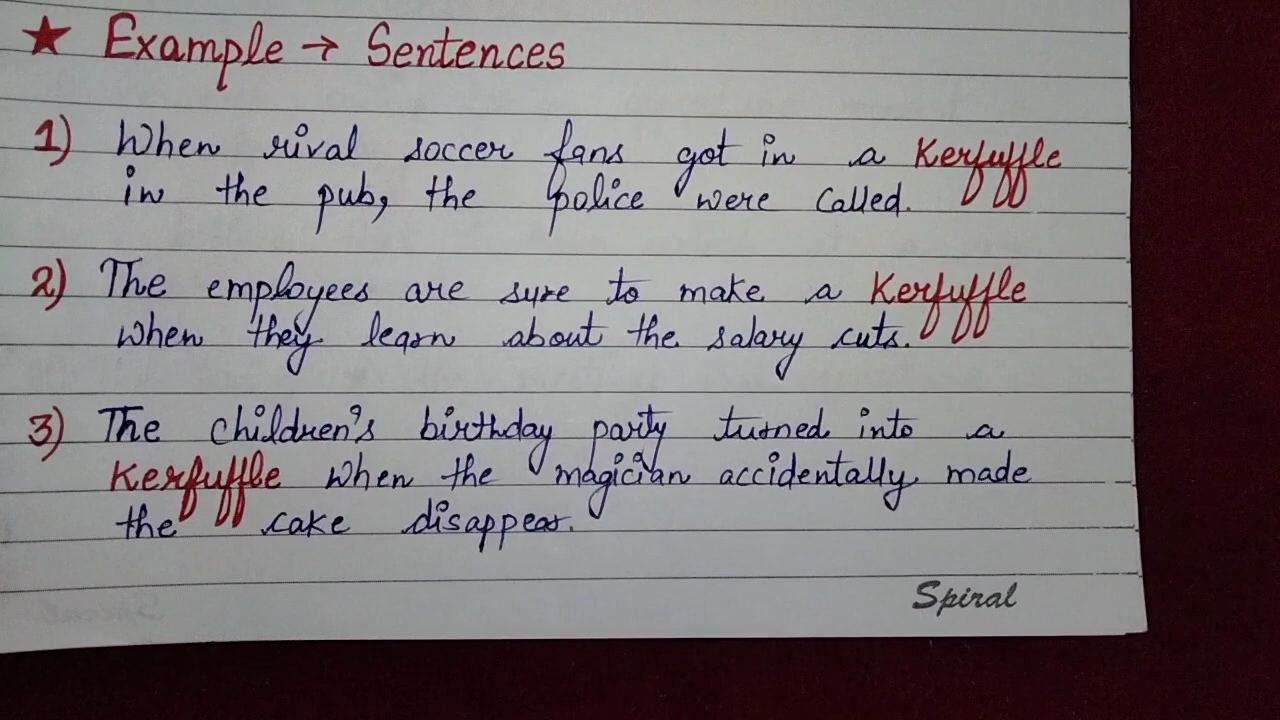 ★ Example → Sentences
1) When rival soccer fans got in a Kerfuffle
in the pub, the police were called.
2) The employees are sure to make a Kerfuffle
when they learn about the salary cuts.
3) The children's birthday party turned into a
Kerfuffle when the magician accidentally made
the cake disappear.
Spiral